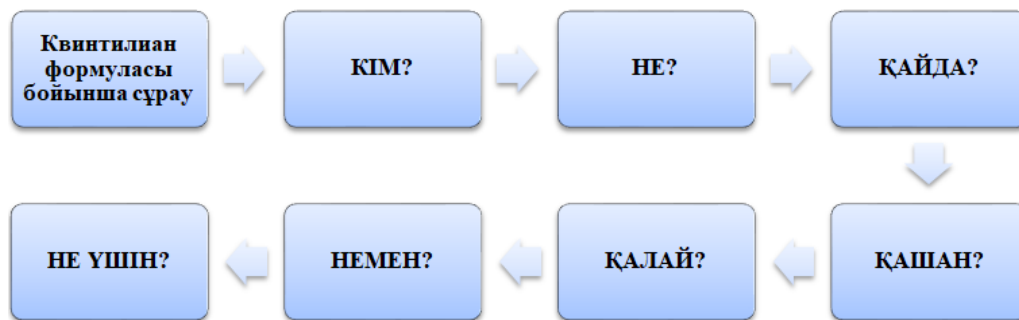 Квинтилиан
формуласы
бойынша сұрау
КІМ?
НЕ?
ҚАЙДА?
ҚАШАН?
ҚАЛАЙ?
НЕМЕН?
НЕ ҮШІН?